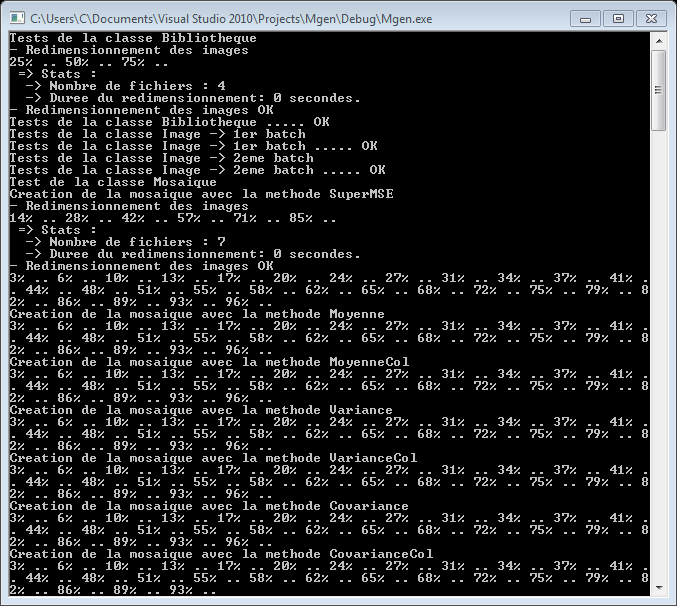 C:\Users\C\Documents\Visual Studio 2010\Projects\Mgen\Debug\Mgen.exe
Tests de la classe Bibliotheque
- Redimensionnement des images
25% .. 50% .. 75% ..
=> Stats :
-> Nombre de fichiers : 4
-> Duree du redimensionnement: 0 secondes.
- Redimensionnement des images OK
Tests de la classe Bibliotheque ..... OK
Tests de la classe Image -> 1er batch
Tests de la classe Image -> 1er batch ..... OK
Tests de la classe Image -> 2eme batch
Tests de la classe Image -> 2eme batch ..... OK
Test de la classe Mosaique
Creation de la mosaique avec la methode SuperMSE
- Redimensionnement des images
14% .. 28% .. 42% .. 57% .. 71% .. 85% ..
=> Stats :
-> Nombre de fichiers : 7
-> Duree du redimensionnement: 0 secondes.
- Redimensionnement des images OK
3% .. 6% .. 10% .. 13% .. 17% .. 20% .. 24% .. 27% .. 31% .. 34% .. 37% .. 41% .
. 44% .. 48% .. 51% .. 55% .. 58% .. 62% .. 65% .. 68% .. 72% .. 75% .. 79% .. 8
2% .. 86% .. 89% .. 93% .. 96% ..
Creation de la mosaique avec la methode Moyenne
3% .. 6% .. 10% .. 13% .. 17% .. 20% .. 24% .. 27% .. 31% .. 34% .. 37% .. 41% .
. 44% .. 48% .. 51% .. 55% .. 58% .. 62% .. 65% .. 68% .. 72% .. 75% .. 79% .. 8
2% .. 86% .. 89% .. 93% .. 96% ..
Creation de la mosaique avec la methode MoyenneCol
3% .. 6% .. 10% .. 13% .. 17% .. 20% .. 24% .. 27% .. 31% .. 34% .. 37% .. 41% .
. 44% .. 48% .. 51% .. 55% .. 58% .. 62% .. 65% .. 68% .. 72% .. 75% .. 79% .. 8
2% .. 86% .. 89% .. 93% .. 96% ..
Creation de la mosaique avec la methode Variance
3% .. 6% .. 10% .. 13% .. 17% .. 20% .. 24% .. 27% .. 31% .. 34% .. 37% .. 41% .
. 44% .. 48% .. 51% .. 55% .. 58% .. 62% .. 65% .. 68% .. 72% .. 75% .. 79% .. 8
2% .. 86% .. 89% .. 93% .. 96% ..
Creation de la mosaique avec la methode VarianceCol
3% .. 6% .. 10% .. 13% .. 17% .. 20% .. 24% .. 27% .. 31% .. 34% .. 37% .. 41% .
. 44% .. 48% .. 51% .. 55% .. 58% .. 62% .. 65% .. 68% .. 72% .. 75% .. 79% .. 8
2% .. 86% .. 89% .. 93% .. 96% ..
Creation de la mosaique avec la methode Covariance
3% .. 6% .. 10% .. 13% .. 17% .. 20% .. 24% .. 27% .. 31% .. 34% .. 37% .. 41% .
. 44% .. 48% .. 51% .. 55% .. 58% .. 62% .. 65% .. 68% .. 72% .. 75% .. 79% .. 8
2% .. 86% .. 89% .. 93% .. 96% ..
Creation de la mosaique avec la methode CovarianceCol
3% .. 6% .. 10% .. 13% .. 17% .. 20% .. 24% .. 27% .. 31% .. 34% .. 37% .. 41% .
. 44% .. 48% .. 51% .. 55% .. 58% .. 62% .. 65% .. 68% .. 72% .. 75% .. 79% .. 8
2% .. 86% .. 89% .. 93% ..